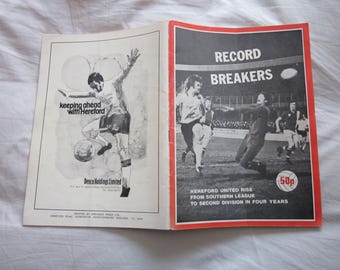 keeping ahead
with Hereford
Denco Holdings Limited
RECORD
BREAKERS
50p
HEREFORD UNITED RISE
FROM SOUTHERN LEAGUE
TO SECOND DIVISION IN FOUR YEARS